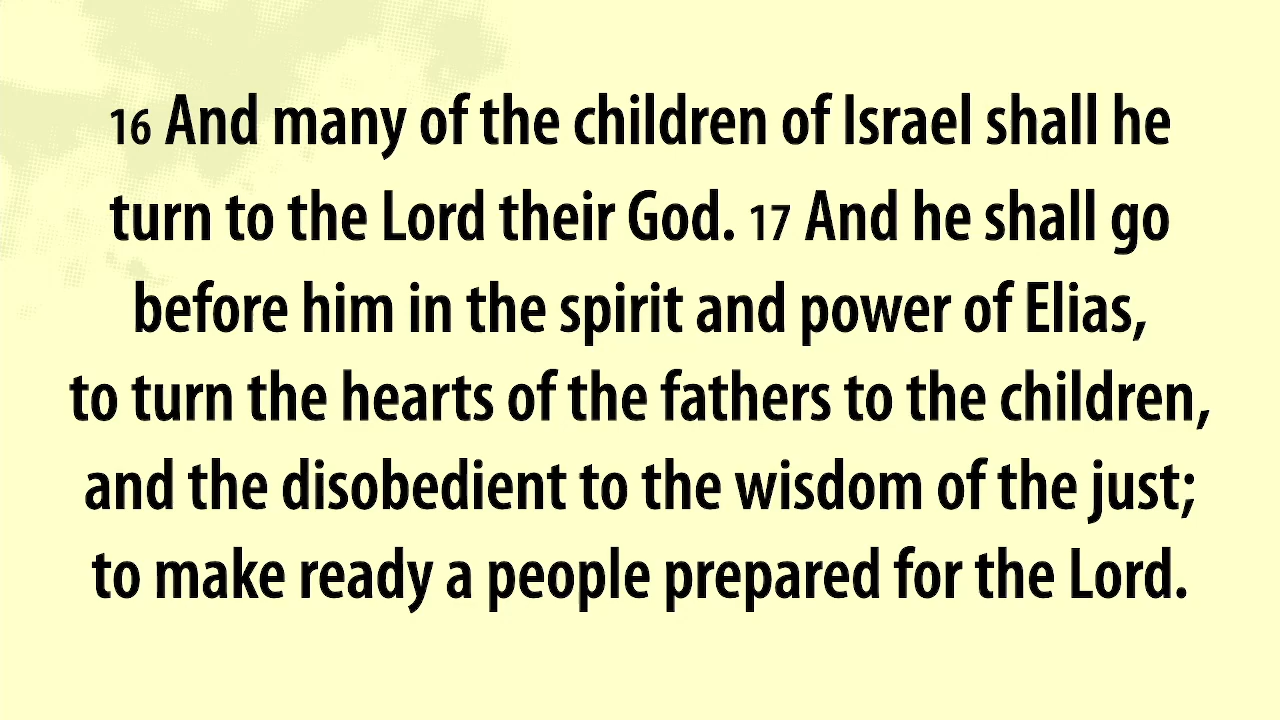 16 And many of the children of Israel shall he
turn to the Lord their God. 17 And he shall go
before him in the spirit and power of Elias,
to turn the hearts of the fathers to the children,
and the disobedient to the wisdom of the just;
to make ready a people prepared for the Lord.